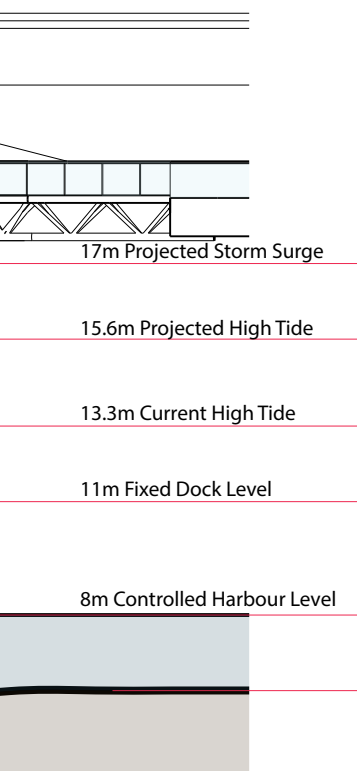 17m Projected Storm Surge
15.6m Projected High Tide
13.3m Current High Tide
11m Fixed Dock Level
8m Controlled Harbour Level